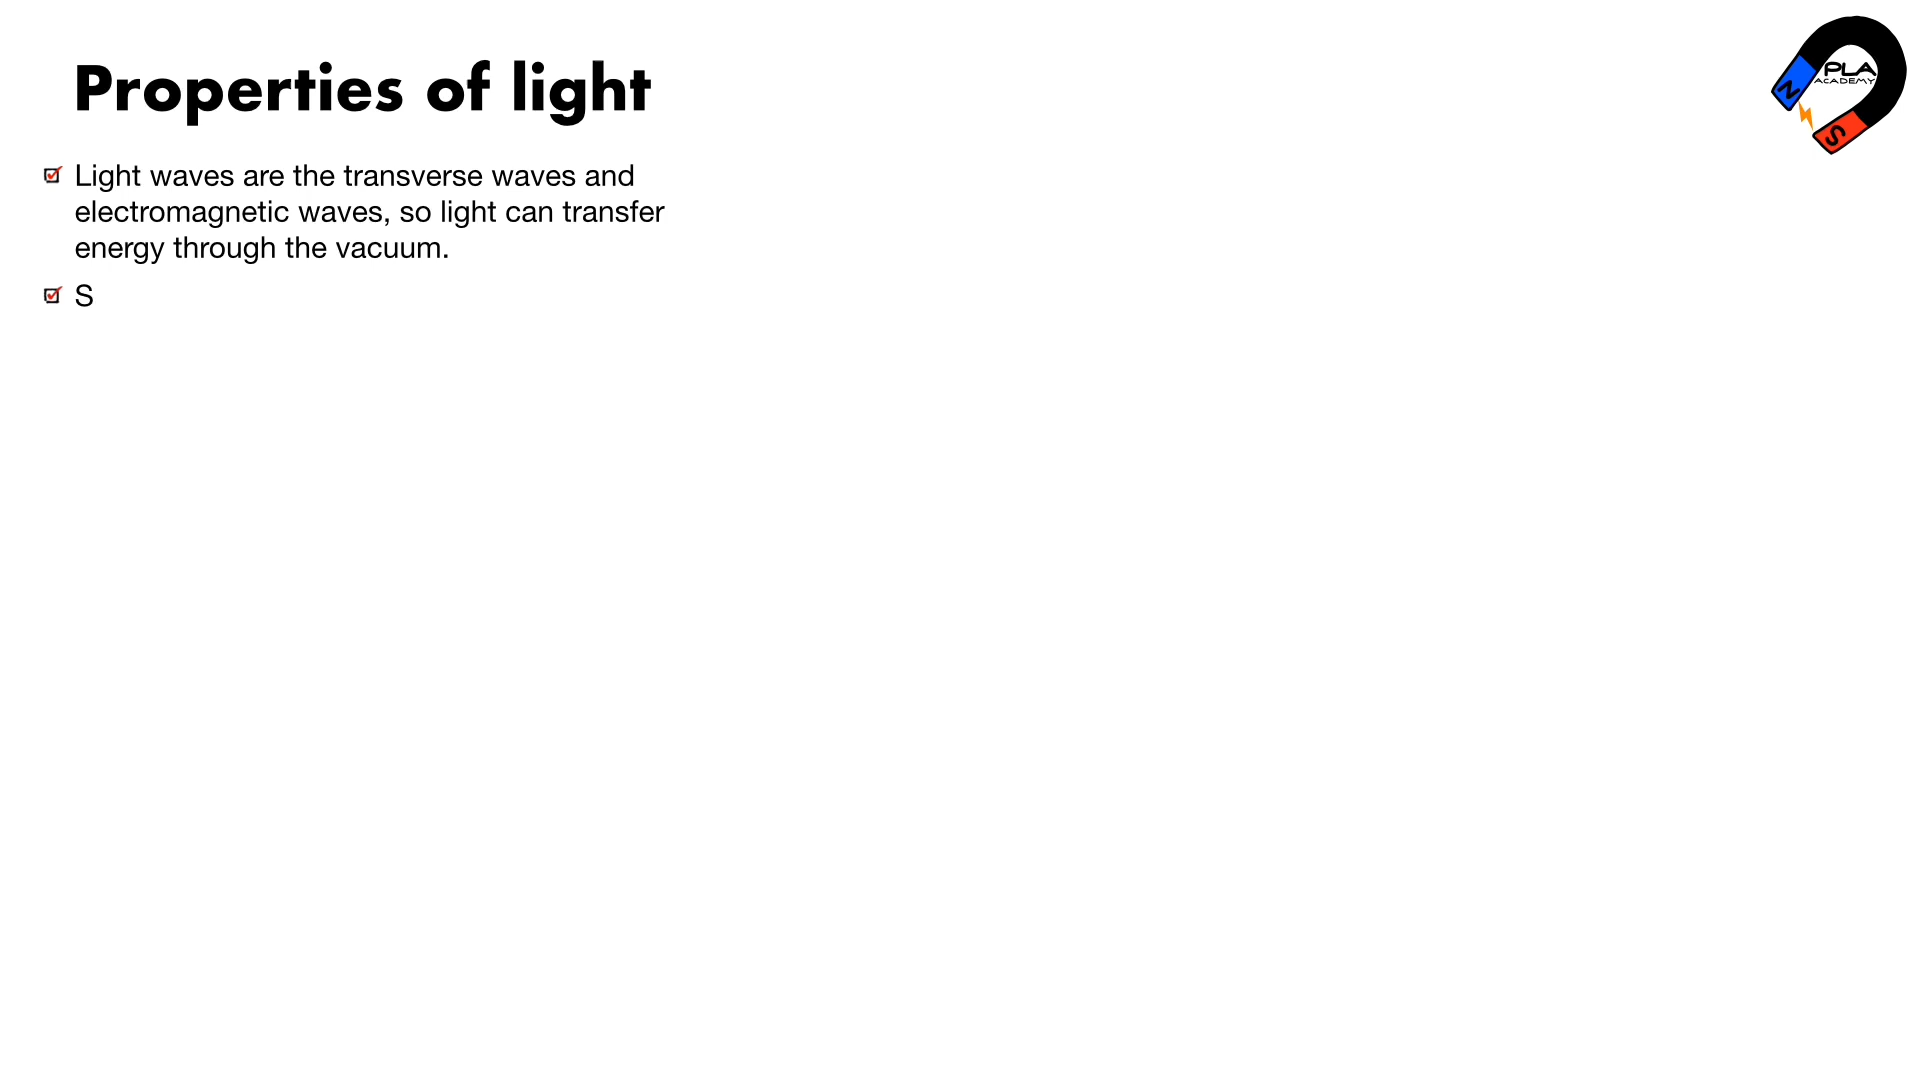 Properties of light
PLA
ACADEMY
N
S
Light waves are the transverse waves and
electromagnetic waves, so light can transfer
energy through the vacuum.
S